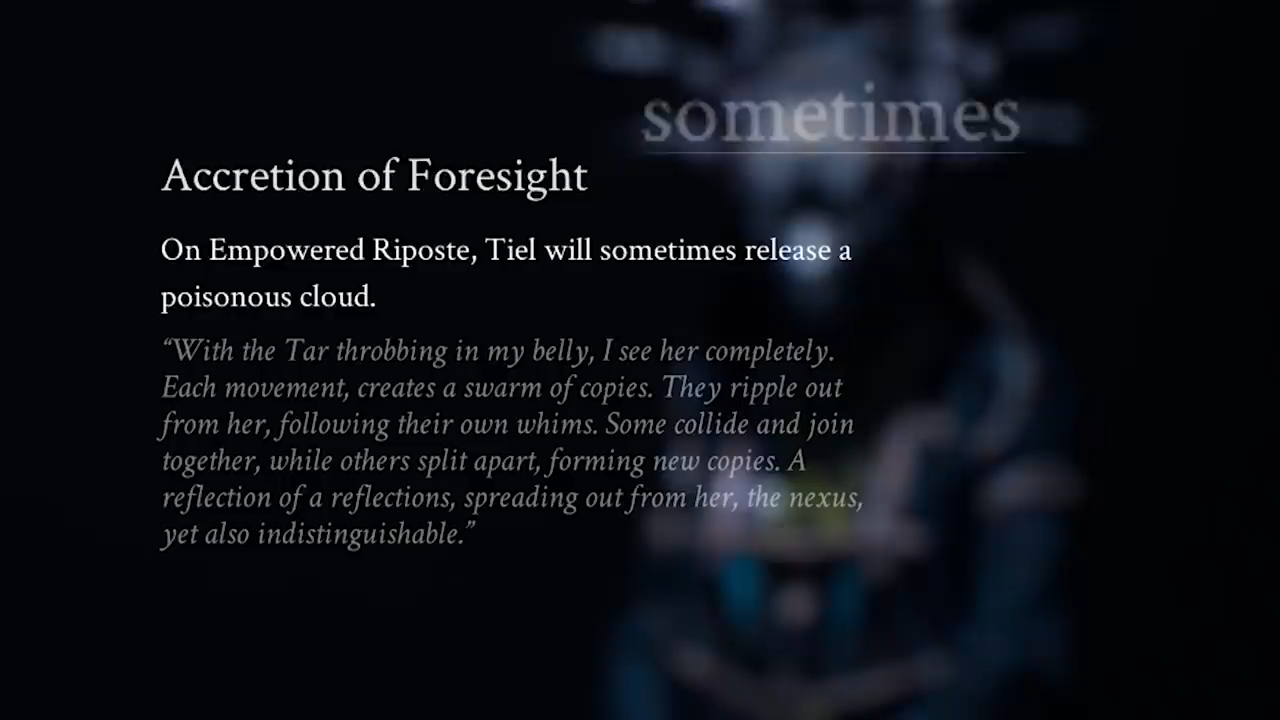 sometimes
Accretion of Foresight
On Empowered Riposte, Tiel will sometimes release a
poisonous cloud.
“With the Tar throbbing in my belly, I see her completely.
Each movement, creates a swarm of copies. They ripple out
from her, following their own whims. Some collide and join
together, while others split apart, forming new copies. A
reflection of a reflections, spreading out from her, the nexus,
yet also indistinguishable.”